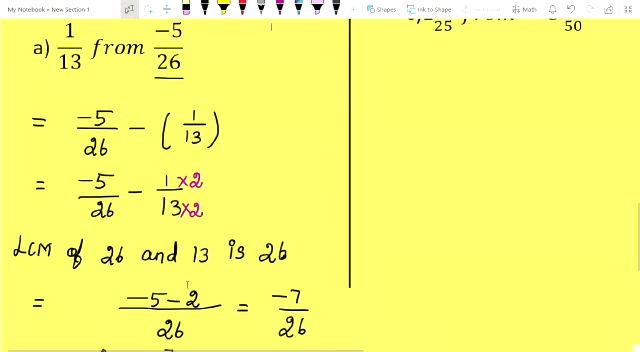 My Notebook New Section 1
Shapes Ink to Shape Math
a) 1/13 from -5/26
25 from 50
= -5/26 - (1/13)
= -5/26 - 1×2/13×2
LCM of 26 and 13 is 26
= -5-2/26 = -7/26